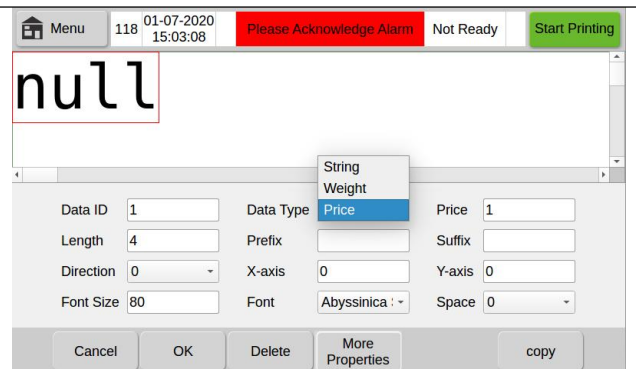 Menu 118 01-07-2020 15:03:08 Please Acknowledge Alarm Not Ready Start Printing
null
String
Weight
Data ID 1 Data Type Price Price 1
Length 4 Prefix Suffix
Direction 0 X-axis 0 Y-axis 0
Font Size 80 Font Abyssinica Space 0
Cancel OK Delete More Properties copy